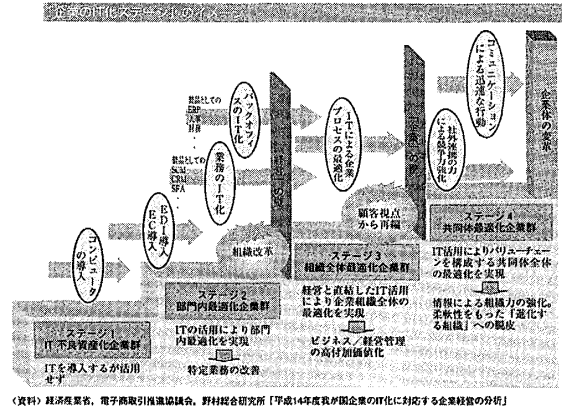 企業のIT化ステージのイメージ
コンピュータ
の導入
EDI導入
EC導入
製品としての
SCM
CRM
SFA
業務のIT化
製品としての
ERP
人事
財務
バックオフィ
スのIT化
組織改革
ITによる企業
プロセスの最適化
顧客視点
から再編
社外連携の力
による競争力強化
コミュニケーション
による迅速な行動
企業体の変革
ステージ1
IT不良資産化企業群
ITを導入するが活用
せず
ステージ2
部門内最適化企業群
ITの活用により部門
内最適化を実現
特定業務の改善
ステージ3
組織全体最適化企業群
経営と直結したIT活用
により企業組織全体の
最適化を実現
ビジネス／経営管理
の高付加価値化
ステージ4
共同体最適化企業群
IT活用によりバリューチェー
ンを構成する共同体全体
の最適化を実現
情報による組織力の強化。
柔軟性をもった「進化す
る組織」への脱皮
（資料）経済産業省，電子商取引推進協議会，野村総合研究所「平成14年度我が国企業のIT化に対応する企業経営の分析」